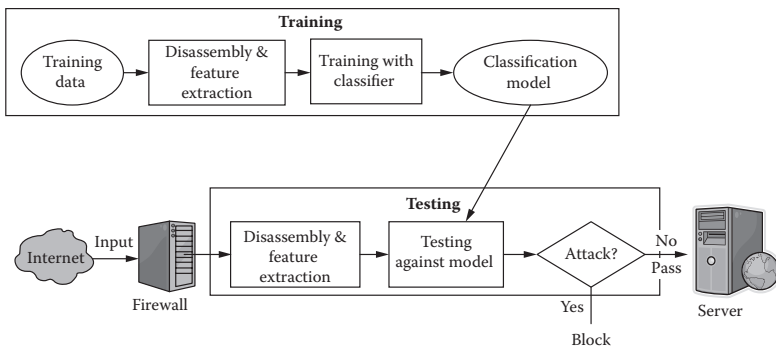 Training
Training
data
Disassembly &
feature
extraction
Training with
classifier
Classification
model
Testing
Internet
Input
Firewall
Disassembly &
feature
extraction
Testing
against model
Attack?
No
Pass
Yes
Block
Server